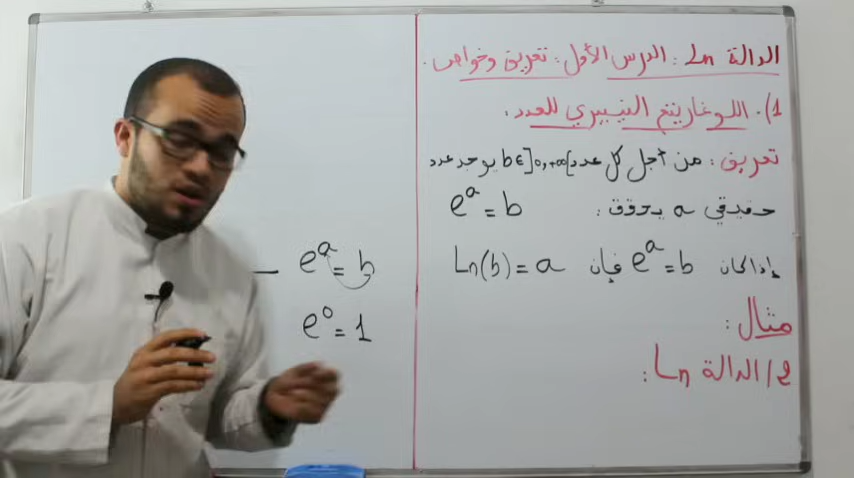 الدالة Ln : الدرس الأول : تعريف وخواص .
1). اللوغاريتم النيبيري للعدد :
تعريف : من أجل كل عدد b∈]0,+∞[ يوجد عدد
حقيقي a يحقق : e^a = b
إذا كان e^a = b فإن Ln(b) = a
مثال :
2/ الدالة Ln :
e^a = b
e^0 = 1